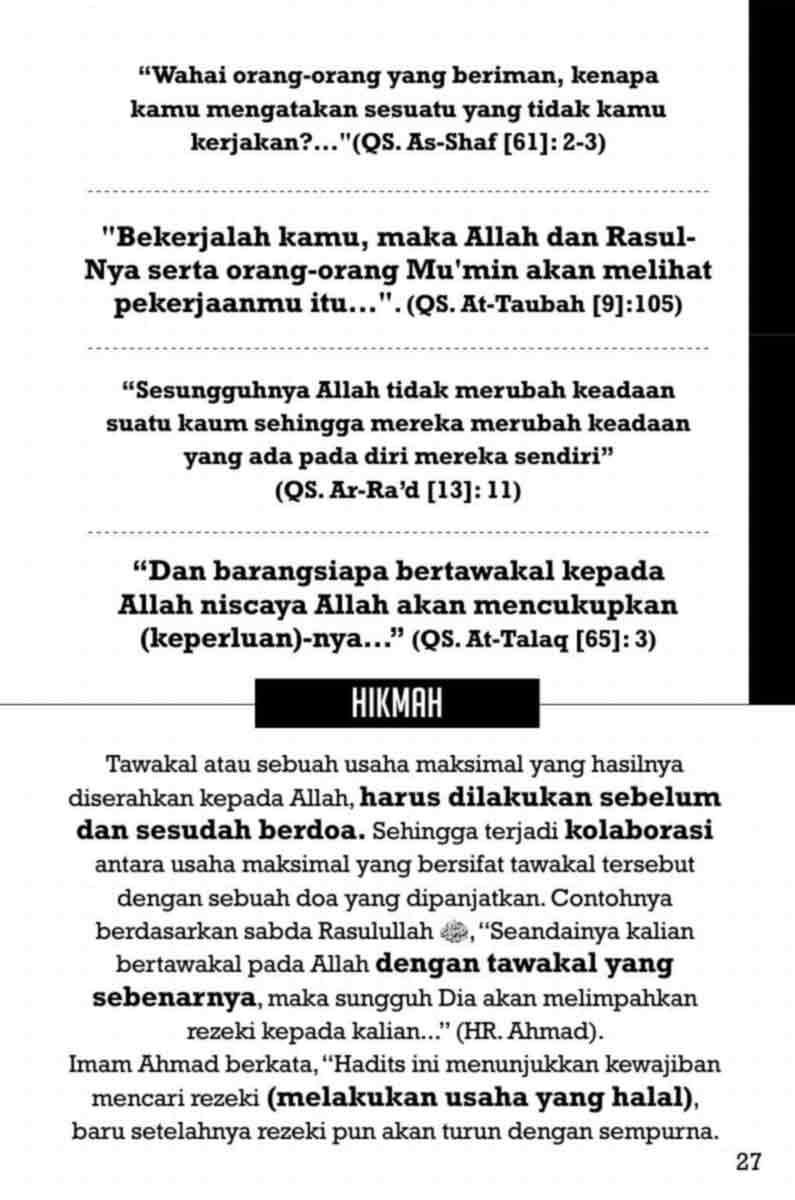 “Wahai orang-orang yang beriman, kenapa
kamu mengatakan sesuatu yang tidak kamu
kerjakan?..."(QS. As-Shaf [61]: 2-3)
"Bekerjalah kamu, maka Allah dan Rasul-
Nya serta orang-orang Mu'min akan melihat
pekerjaanmu itu...". (QS. At-Taubah [9]:105)
“Sesungguhnya Allah tidak merubah keadaan
suatu kaum sehingga mereka merubah keadaan
yang ada pada diri mereka sendiri”
(QS. Ar-Ra’d [13]: 11)
“Dan barangsiapa bertawakal kepada
Allah niscaya Allah akan mencukupkan
(keperluan)-nya...” (QS. At-Talaq [65]: 3)
HIKMAH
Tawakal atau sebuah usaha maksimal yang hasilnya
diserahkan kepada Allah, harus dilakukan sebelum
dan sesudah berdoa. Sehingga terjadi kolaborasi
antara usaha maksimal yang bersifat tawakal tersebut
dengan sebuah doa yang dipanjatkan. Contohnya
berdasarkan sabda Rasulullah ﷺ, “Seandainya kalian
bertawakal pada Allah dengan tawakal yang
sebenarnya, maka sungguh Dia akan melimpahkan
rezeki kepada kalian...” (HR. Ahmad).
Imam Ahmad berkata, “Hadits ini menunjukkan kewajiban
mencari rezeki (melakukan usaha yang halal),
baru setelahnya rezeki pun akan turun dengan sempurna.
27